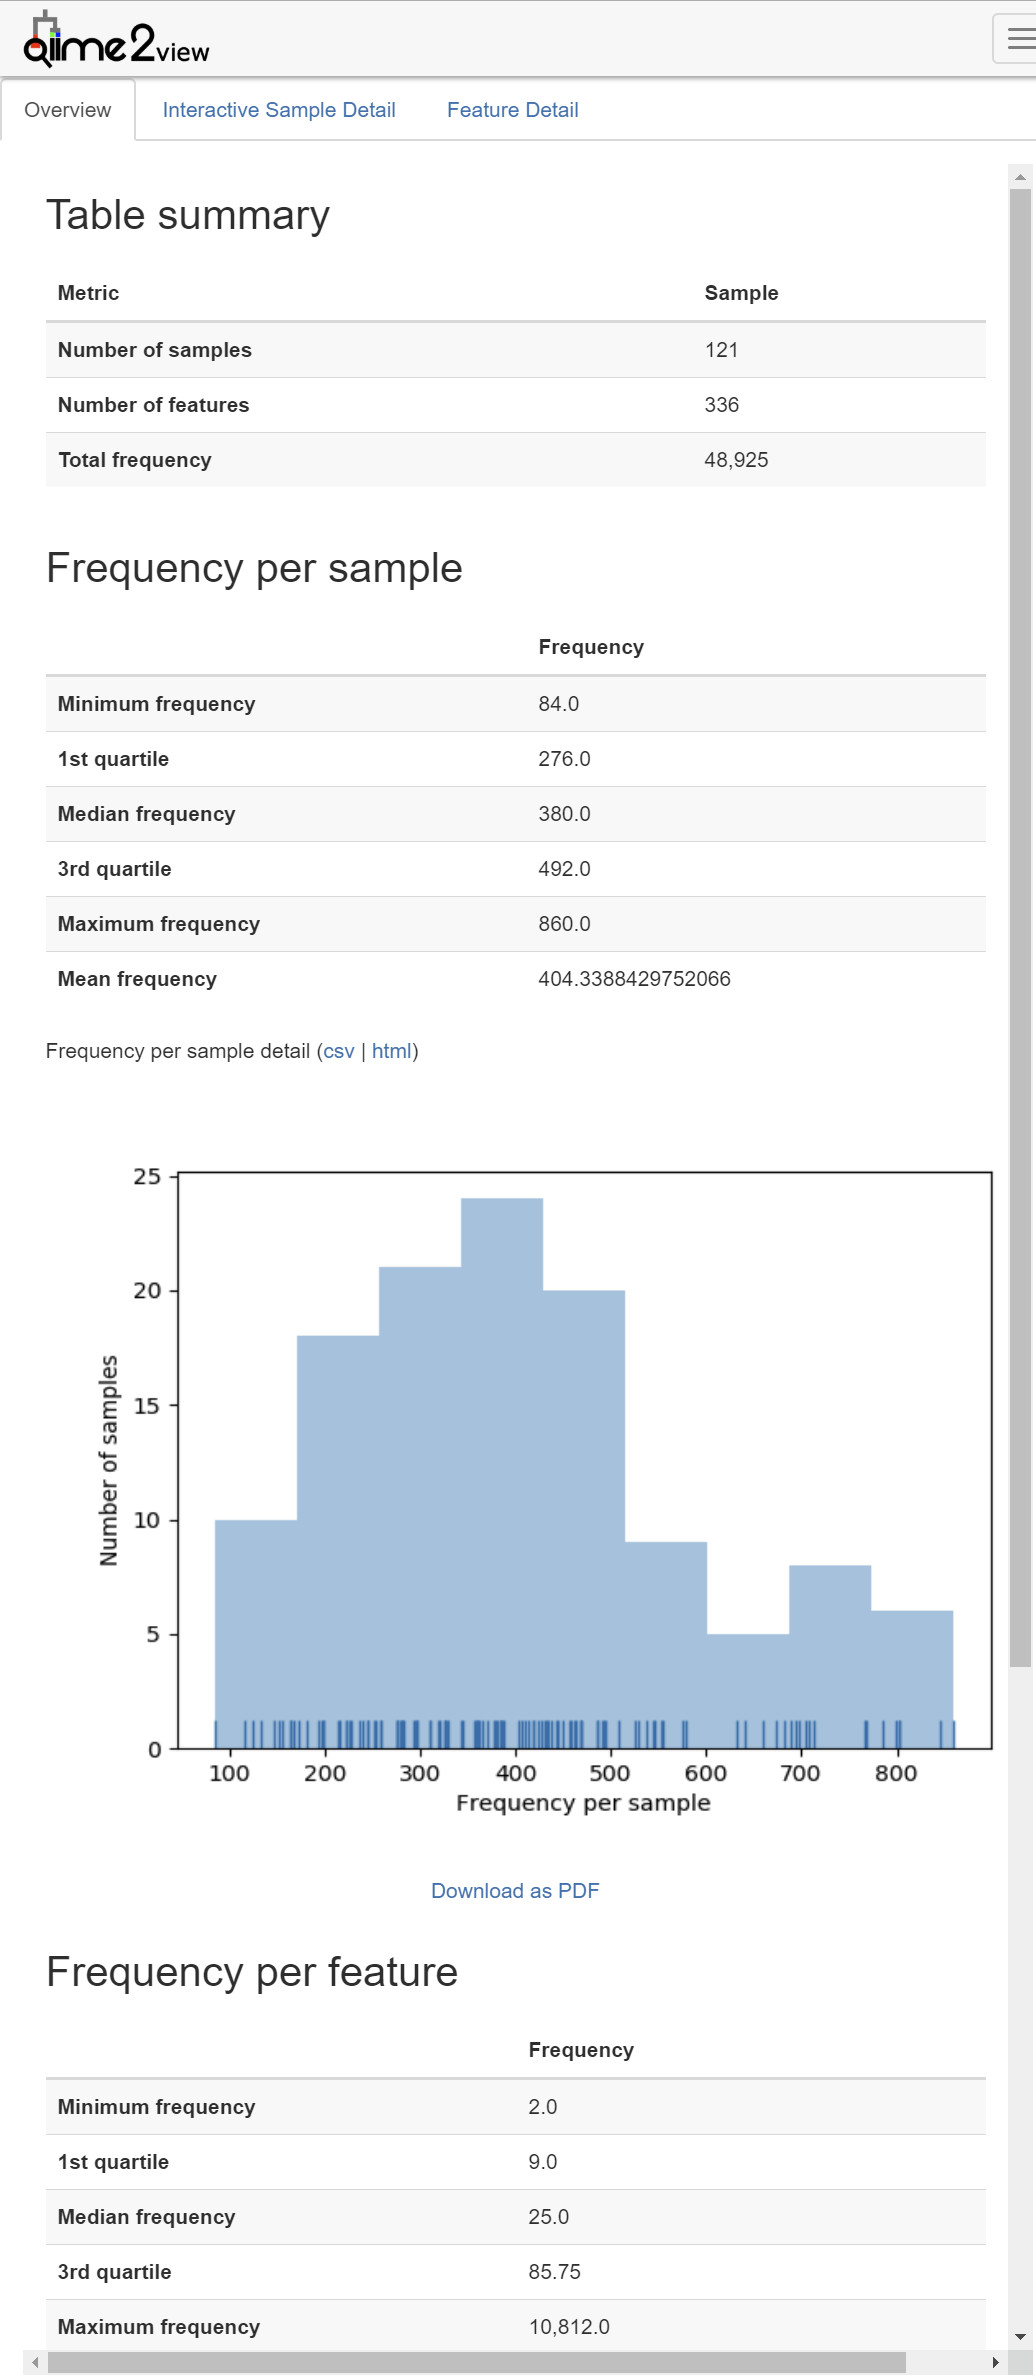 qiime2view
Overview Interactive Sample Detail Feature Detail
Table summary
Metric Sample
Number of samples 121
Number of features 336
Total frequency 48,925
Frequency per sample
Frequency
Minimum frequency 84.0
1st quartile 276.0
Median frequency 380.0
3rd quartile 492.0
Maximum frequency 860.0
Mean frequency 404.3388429752066
Frequency per sample detail (csv | html)
25
20
15
10
5
0
Number of samples
100 200 300 400 500 600 700 800
Frequency per sample
Download as PDF
Frequency per feature
Frequency
Minimum frequency 2.0
1st quartile 9.0
Median frequency 25.0
3rd quartile 85.75
Maximum frequency 10,812.0